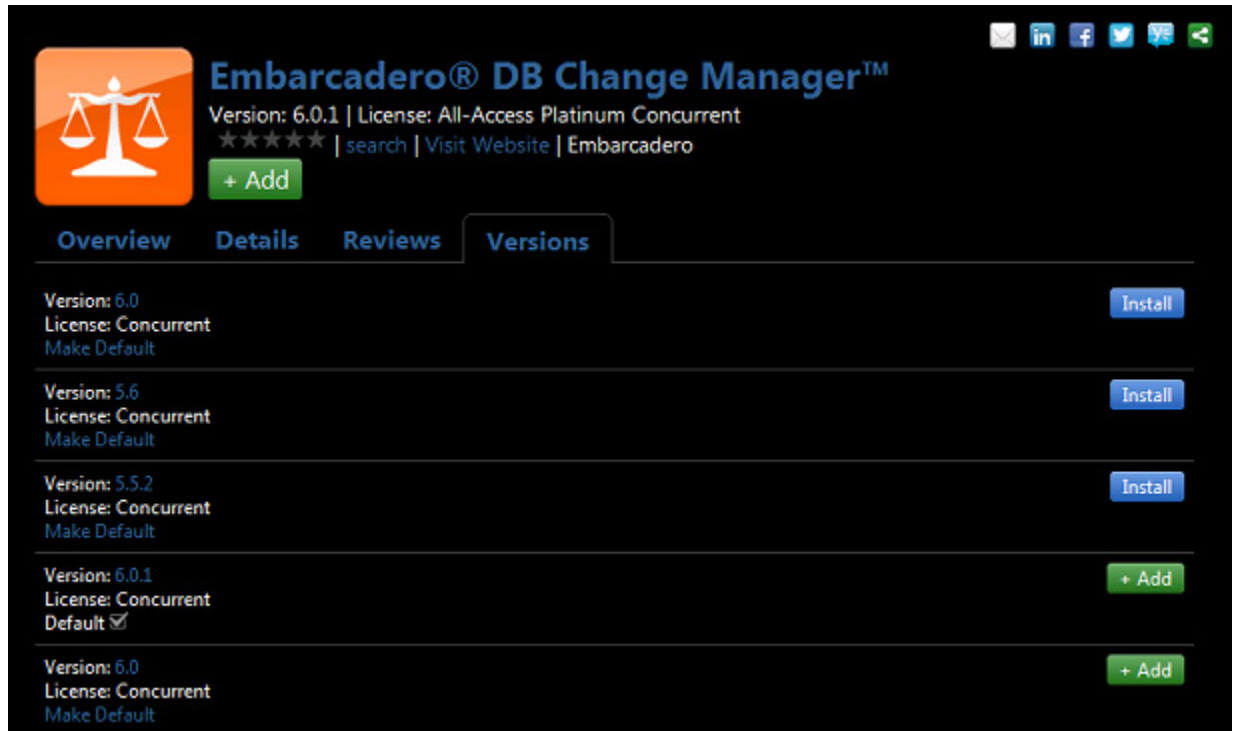 Embarcadero® DB Change Manager™
Version: 6.0.1 | License: All-Access Platinum Concurrent
| search | Visit Website | Embarcadero
+ Add
Overview Details Reviews Versions
Version: 6.0
Install
License: Concurrent
Make Default
Version: 5.6
Install
License: Concurrent
Make Default
Version: 5.5.2
Install
License: Concurrent
Make Default
Version: 6.0.1
+ Add
License: Concurrent
Default
Version: 6.0
+ Add
License: Concurrent
Make Default